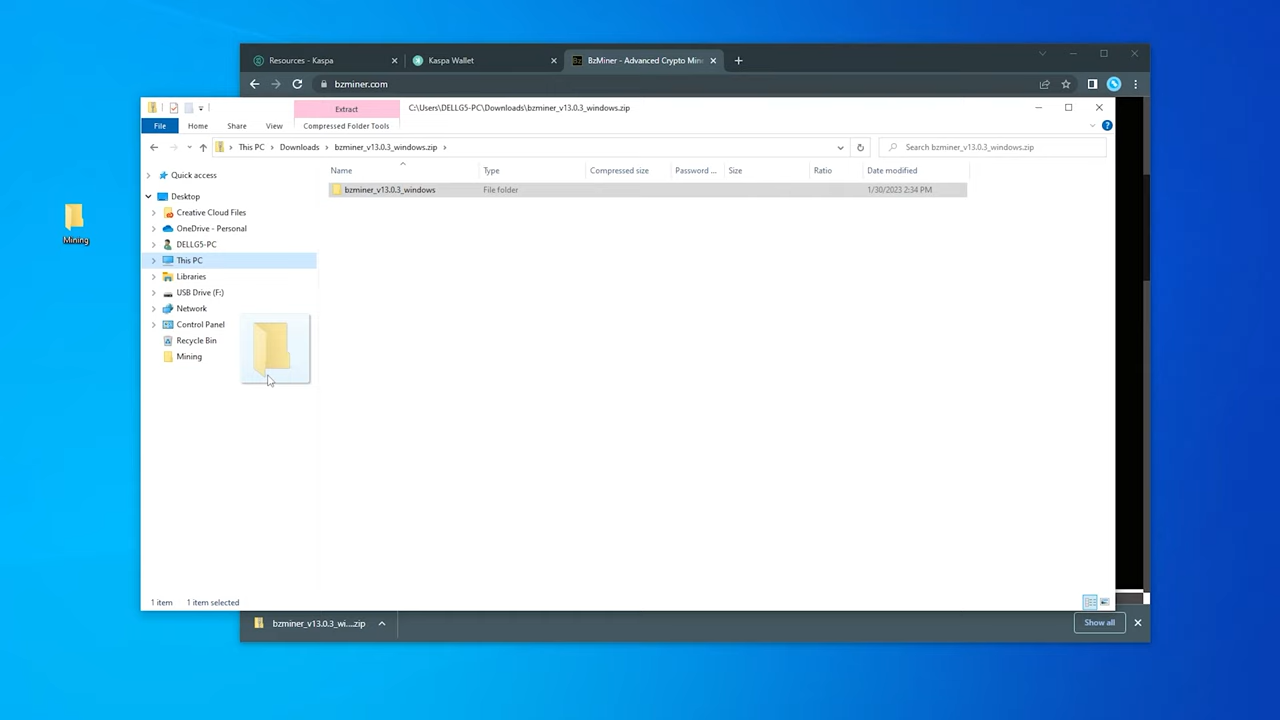 Resources - Kaspa
Kaspa Wallet
BzMiner - Advanced Crypto Min
bzminer.com
Extract
C:\Users\DELLG5-PC\Downloads\bzminer_v13.0.3_windows.zip
File
Home
Share
View
Compressed Folder Tools
This PC > Downloads > bzminer_v13.0.3_windows.zip >
Search bzminer_v13.0.3_windows.zip
Name
Type
Compressed size
Password ...
Size
Ratio
Date modified
bzminer_v13.0.3_windows
File folder
1/30/2023 2:34 PM
Quick access
Desktop
Creative Cloud Files
OneDrive - Personal
DELLG5-PC
This PC
Libraries
USB Drive (F:)
Network
Control Panel
Recycle Bin
Mining
Mining
1 item
1 item selected
bzminer_v13.0.3_wi....zip
Show all